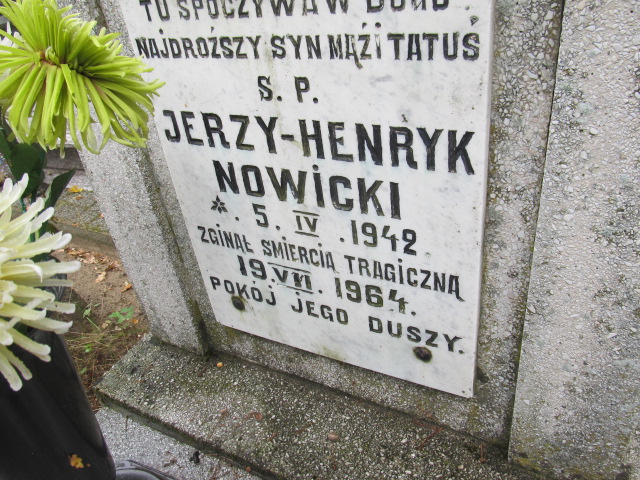 TU SPOCZYWA W BOGU
NAJDROŻSZY SYN MĄŻ I TATUŚ
Ś. P.
JERZY-HENRYK
NOWICKI
* 5. IV. 1942
ZGINĄŁ ŚMIERCIĄ TRAGICZNĄ
19. VII. 1964.
POKÓJ JEGO DUSZY.